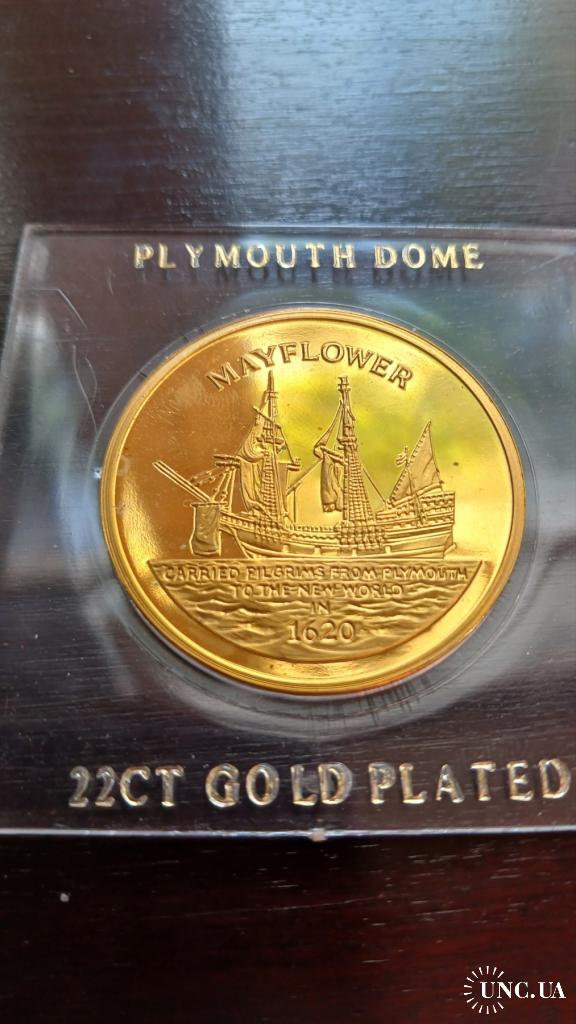 PLYMOUTH DOME
MAYFLOWER
CARRIED PILGRIMS FROM PLYMOUTH
TO THE NEW WORLD
IN
1620
22CT GOLD PLATED
UNC.UA